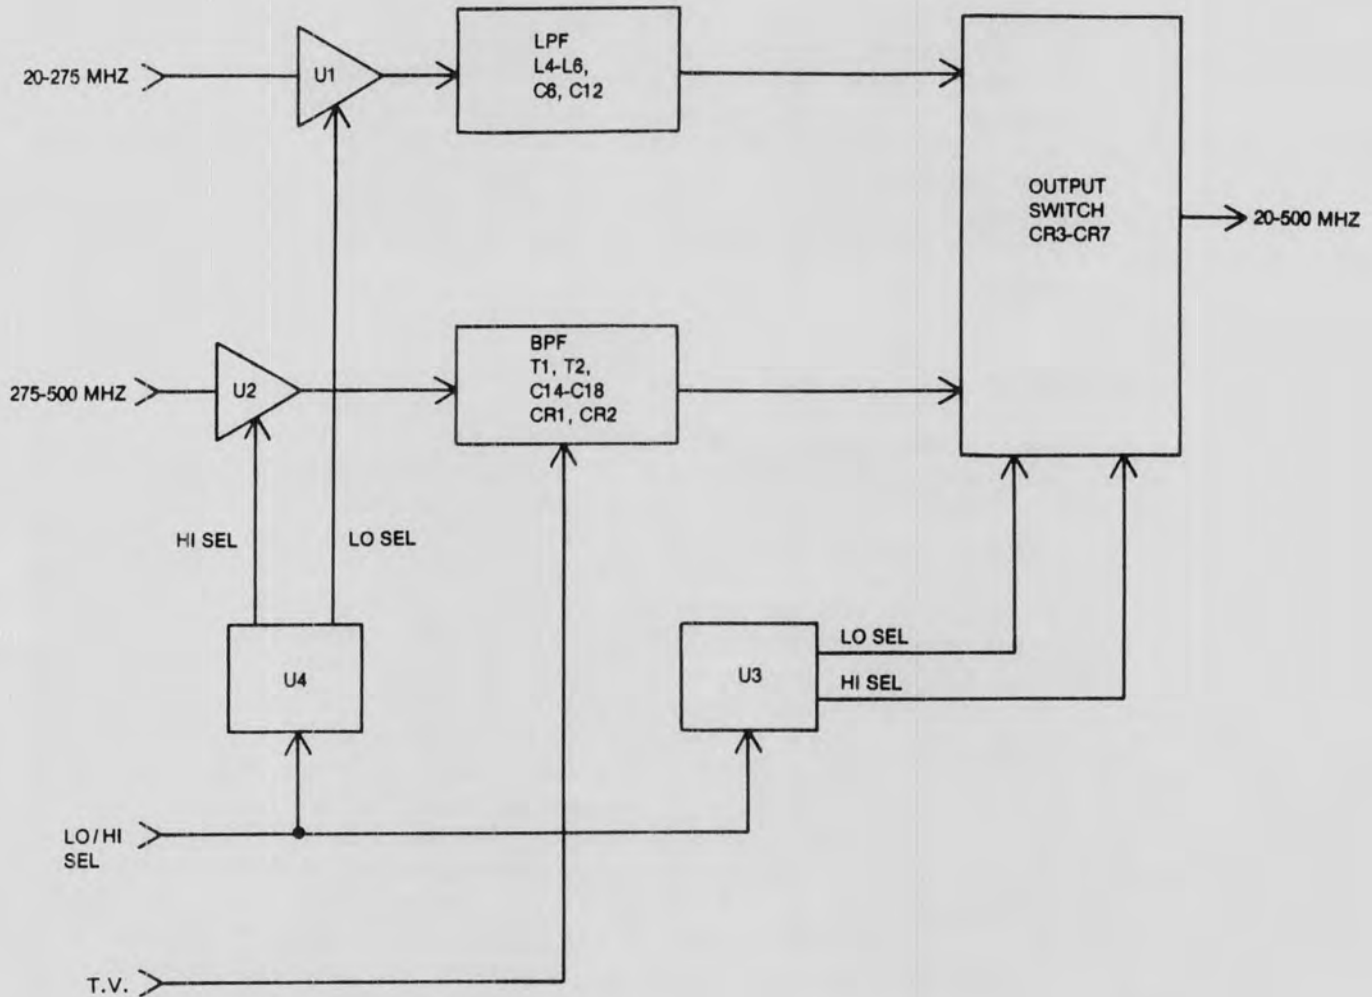 20-275 MHZ
U1
LPF
L4-L6,
C6, C12
OUTPUT
SWITCH
CR3-CR7
20-500 MHZ
275-500 MHZ
U2
BPF
T1, T2,
C14-C18
CR1, CR2
HI SEL
LO SEL
U4
U3
LO SEL
HI SEL
LO/HI
SEL
T.V.